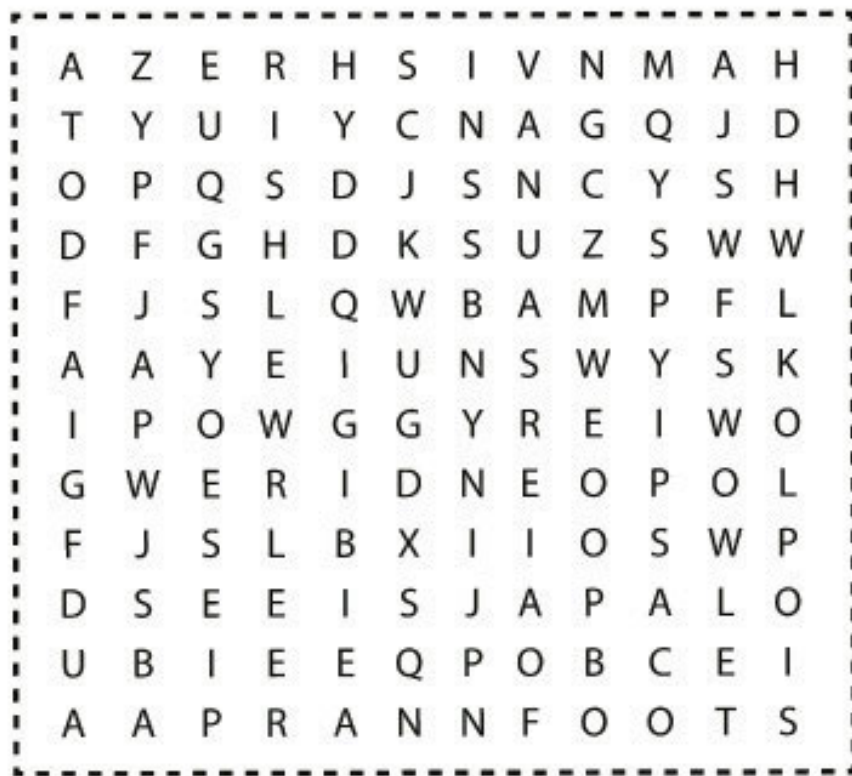 A Z E R H S I V N M A H
T Y U I Y C N A G Q J D
O P Q S D J S N C Y S H
D F G H D K S U Z S W W
F J S L Q W B A M P F L
A A Y E I U N S W Y S K
I P O W G G Y R E I W O
G W E R I D N E O P O L
F J S L B X I I O S W P
D S E E I S J A P A L O
U B I E E Q P O B C E I
A A P R A N N F O O T S